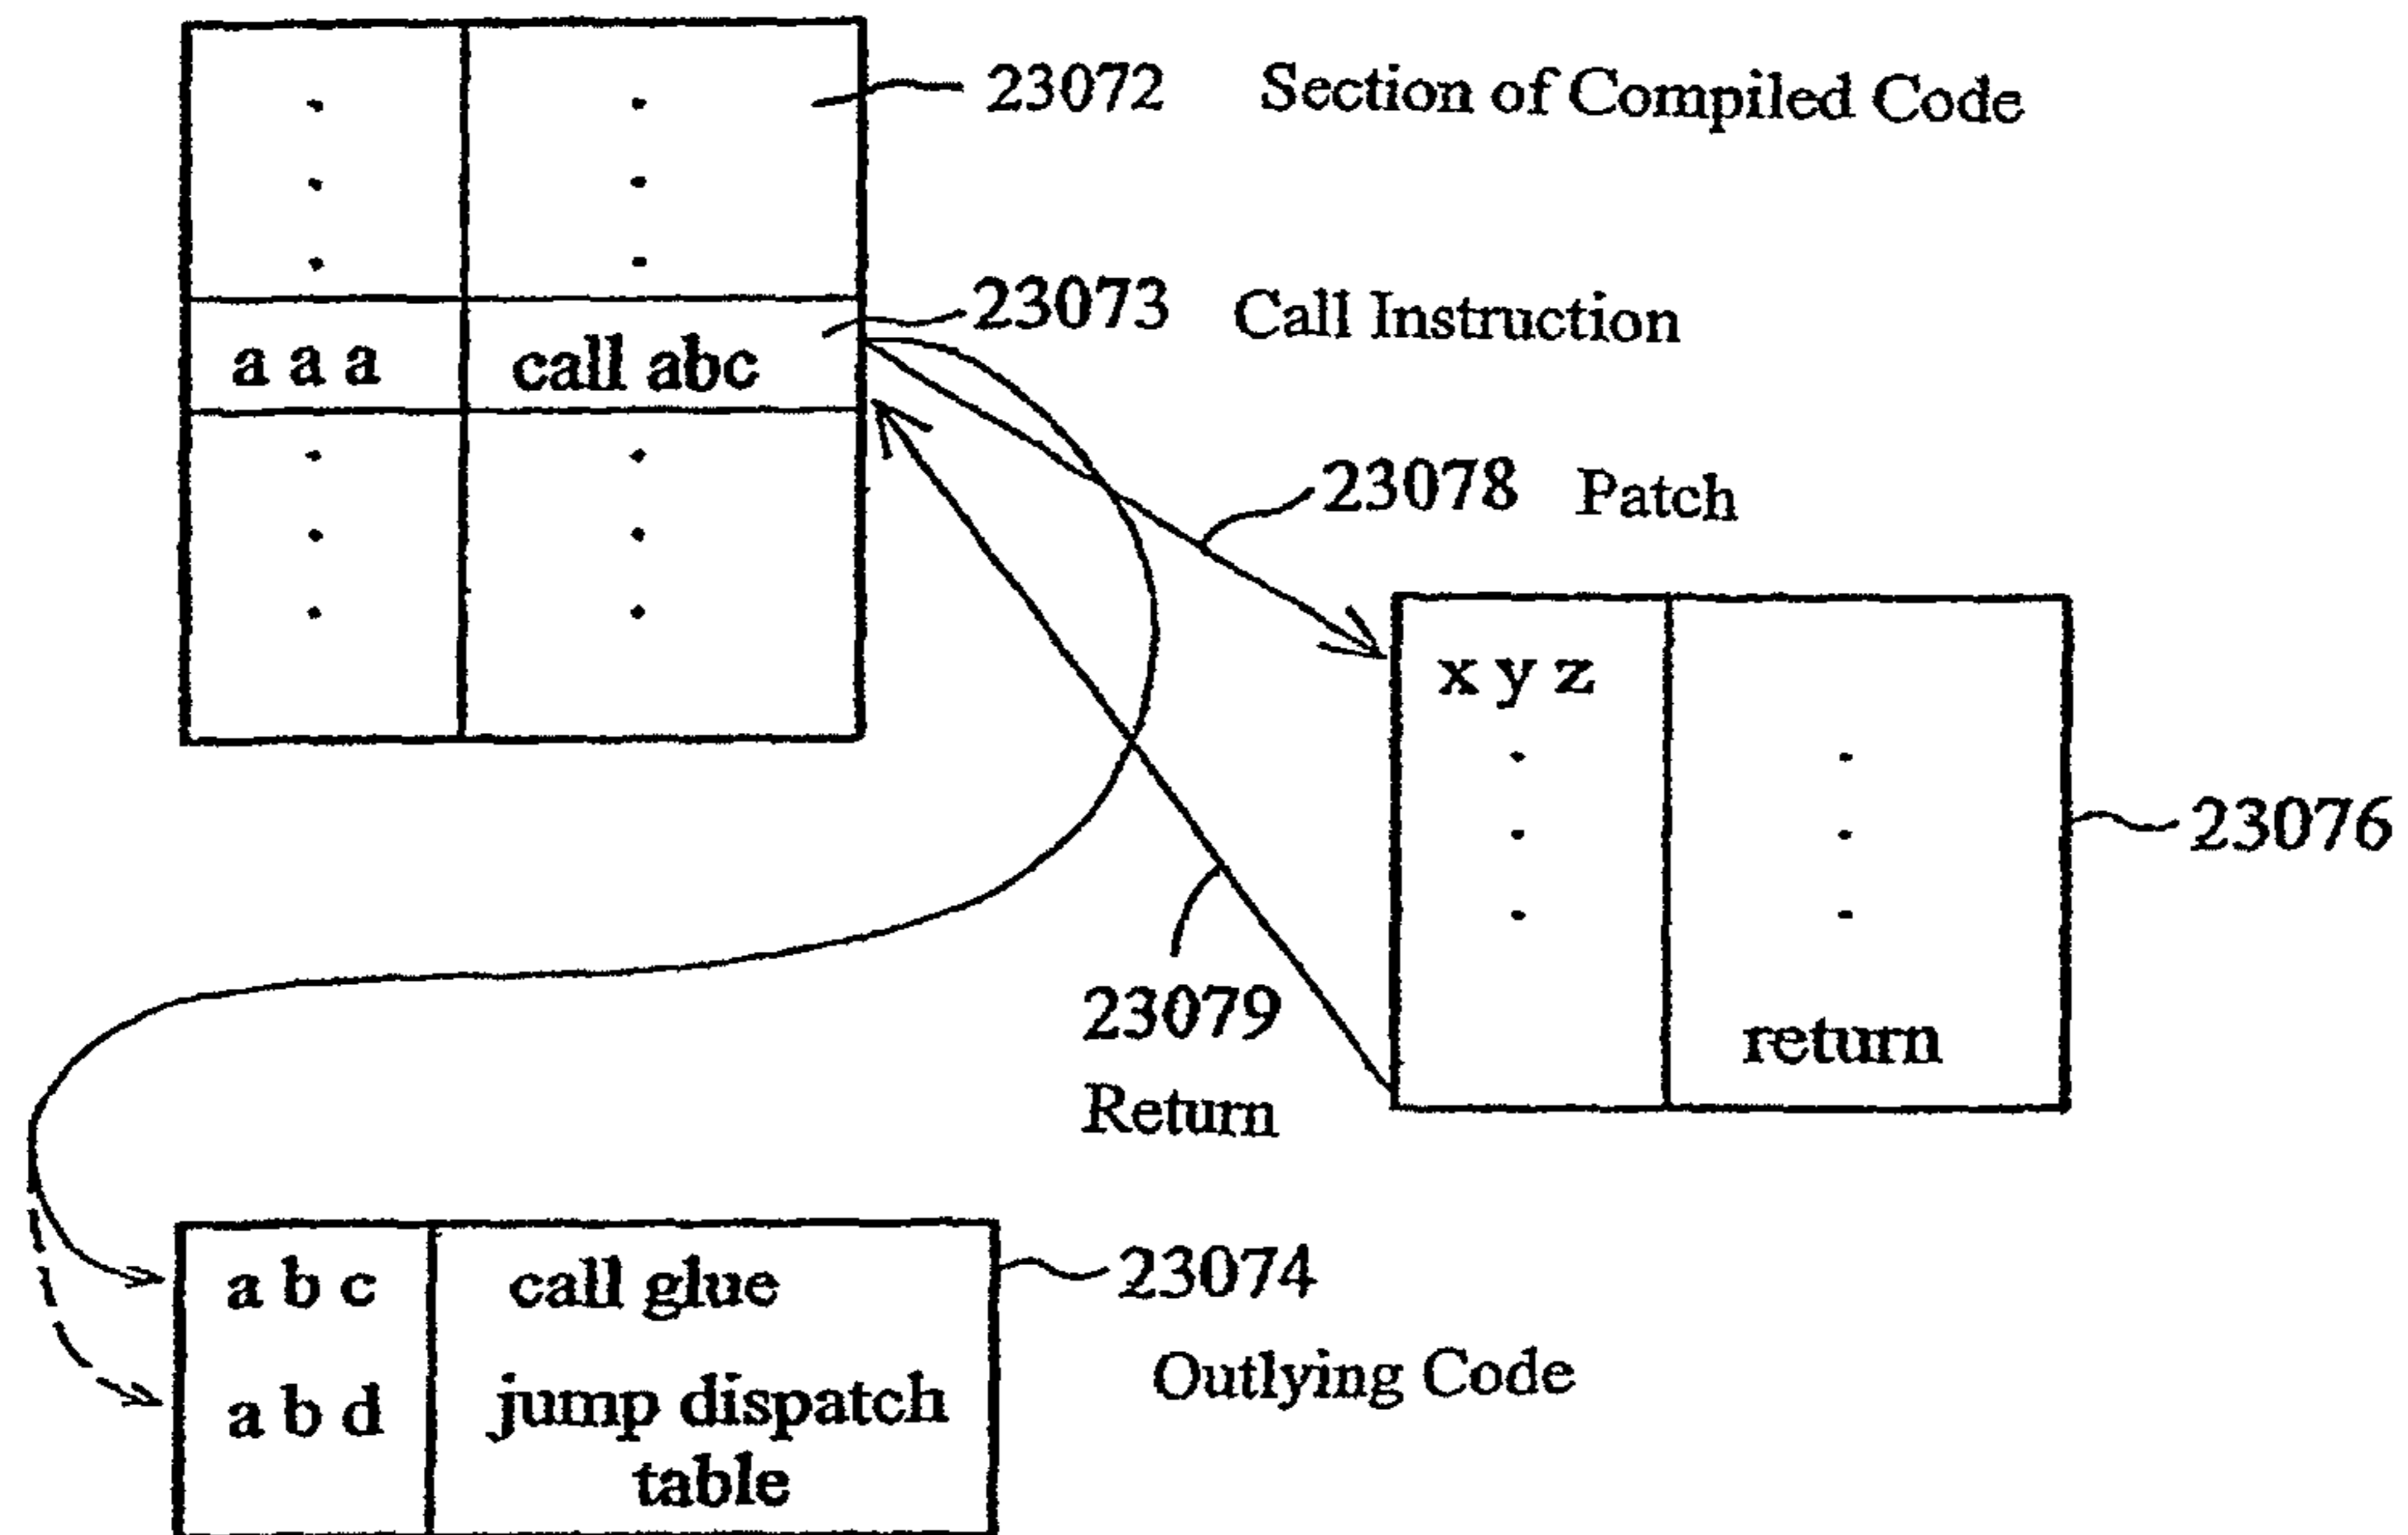 23072 Section of Compiled Code
23073 Call Instruction
a a a call abc
23078 Patch
x y z
23076
23079
Return
return
a b c call glue
23074
Outlying Code
a b d jump dispatch
table